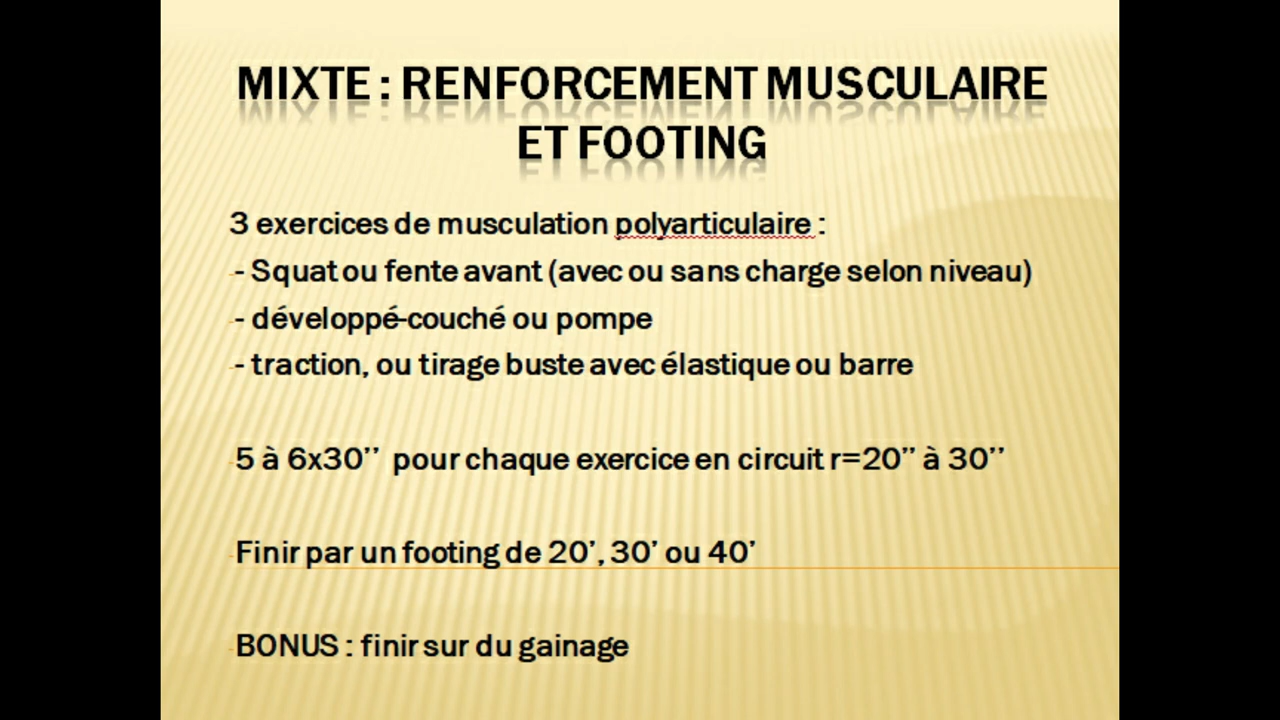 MIXTE : RENFORCEMENT MUSCULAIRE
ET FOOTING
3 exercices de musculation polyarticulaire :
- Squat ou fente avant (avec ou sans charge selon niveau)
- développé-couché ou pompe
- traction, ou tirage buste avec élastique ou barre
5 à 6x30’’ pour chaque exercice en circuit r=20’’ à 30’’
Finir par un footing de 20’, 30’ ou 40’
BONUS : finir sur du gainage